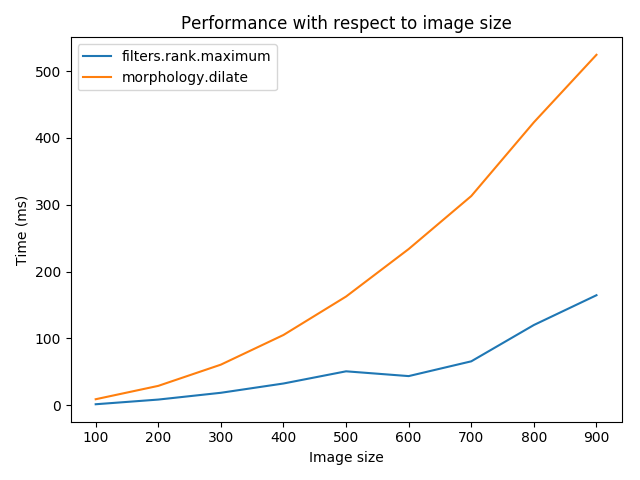 Performance with respect to image size
filters.rank.maximum
morphology.dilate
Time (ms)
500
400
300
200
100
0
100 200 300 400 500 600 700 800 900
Image size